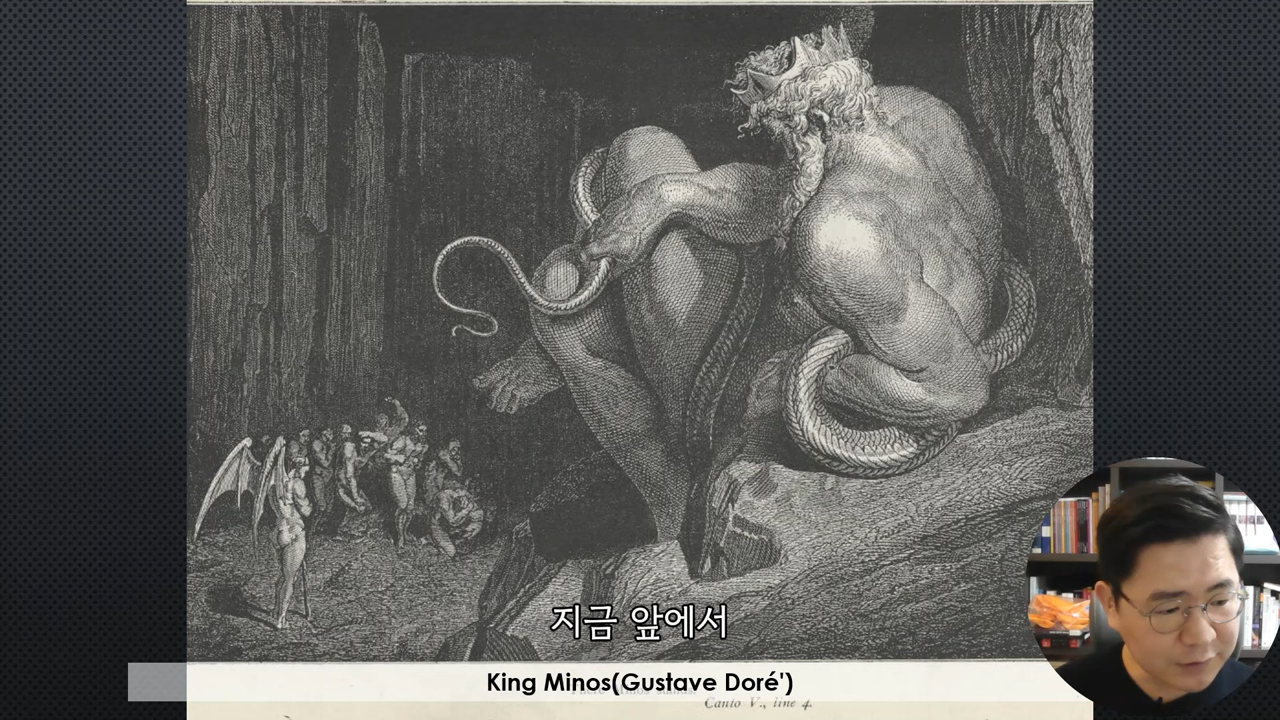 지금 앞에서
King Minos(Gustave Doré')
Canto V., line 4.